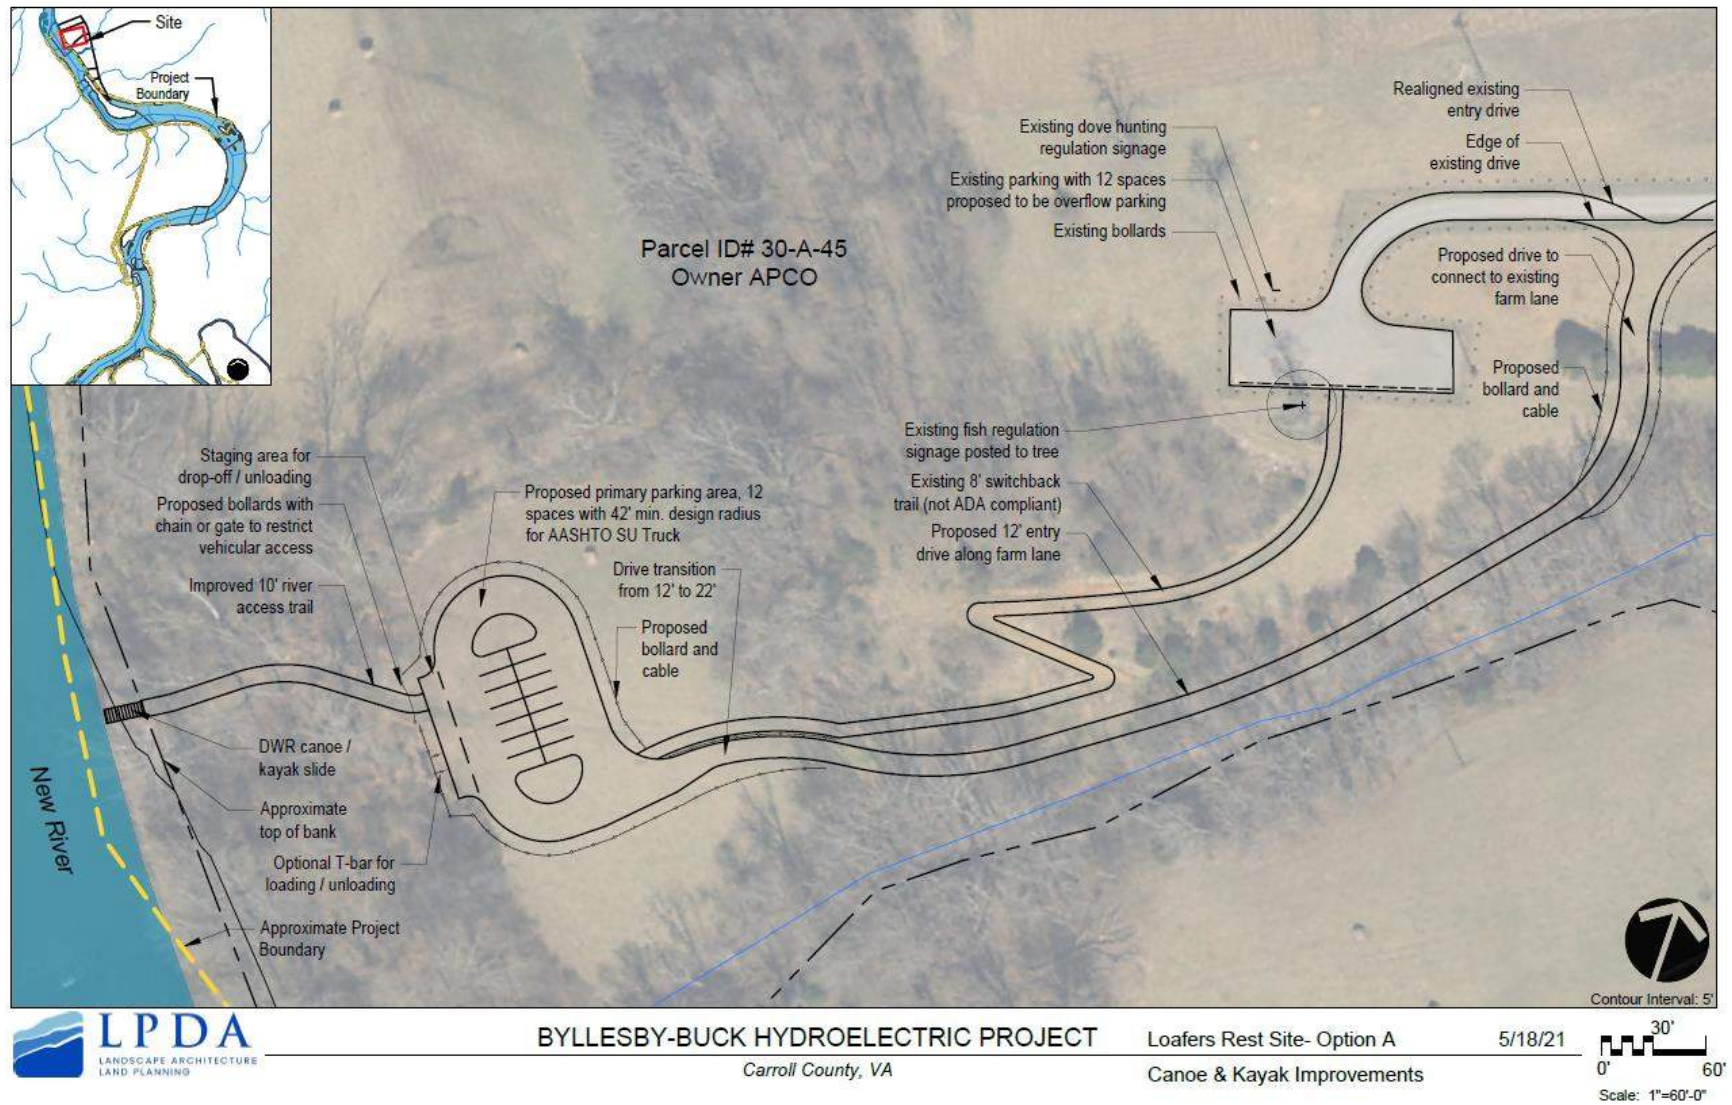 Site
Project
Boundary
Parcel ID# 30-A-45
Owner APCO
Existing dove hunting
regulation signage
Existing parking with 12 spaces
proposed to be overflow parking
Existing bollards
Realigned existing
entry drive
Edge of
existing drive
Proposed drive to
connect to existing
farm lane
Proposed
bollard and
cable
Existing fish regulation
signage posted to tree
Existing 8' switchback
trail (not ADA compliant)
Proposed 12' entry
drive along farm lane
Staging area for
drop-off / unloading
Proposed bollards with
chain or gate to restrict
vehicular access
Improved 10' river
access trail
Proposed primary parking area, 12
spaces with 42' min. design radius
for AASHTO SU Truck
Drive transition
from 12' to 22'
Proposed
bollard and
cable
DWR canoe /
kayak slide
Approximate
top of bank
Optional T-bar for
loading / unloading
Approximate Project
Boundary
New River
Contour Interval: 5'
LPDA
LANDSCAPE ARCHITECTURE
LAND PLANNING
BYLLESBY-BUCK HYDROELECTRIC PROJECT
Carroll County, VA
Loafers Rest Site- Option A
5/18/21
Canoe & Kayak Improvements
30'
0'
60'
Scale: 1"=60'-0"